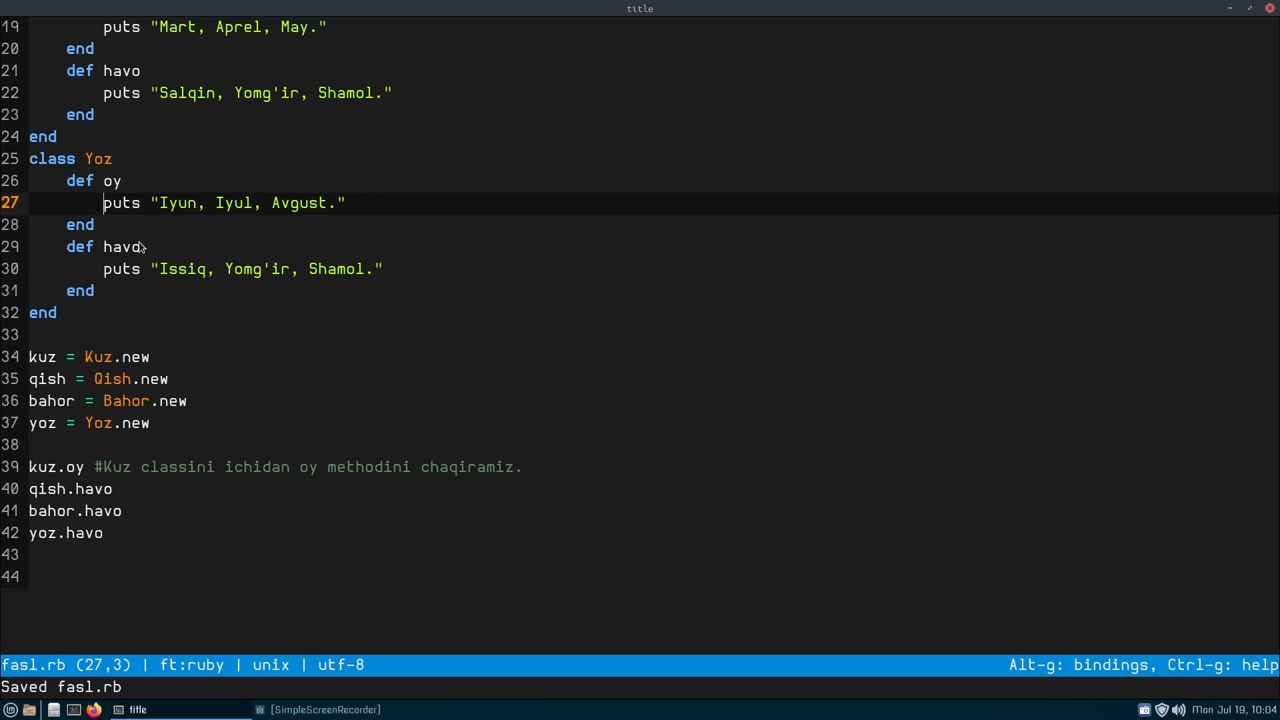 title
19 puts "Mart, Aprel, May."
20 end
21 def havo
22 puts "Salqin, Yomg'ir, Shamol."
23 end
24 end
25 class Yoz
26 def oy
27 puts "Iyun, Iyul, Avgust."
28 end
29 def havo
30 puts "Issiq, Yomg'ir, Shamol."
31 end
32 end
33
34 kuz = Kuz.new
35 qish = Qish.new
36 bahor = Bahor.new
37 yoz = Yoz.new
38
39 kuz.oy #Kuz classini ichidan oy methodini chaqiramiz.
40 qish.havo
41 bahor.havo
42 yoz.havo
43
44
fasl.rb (27,3) | ft:ruby | unix | utf-8 Alt-g: bindings, Ctrl-g: help
Saved fasl.rb
title [SimpleScreenRecorder] Mon Jul 19, 10:04